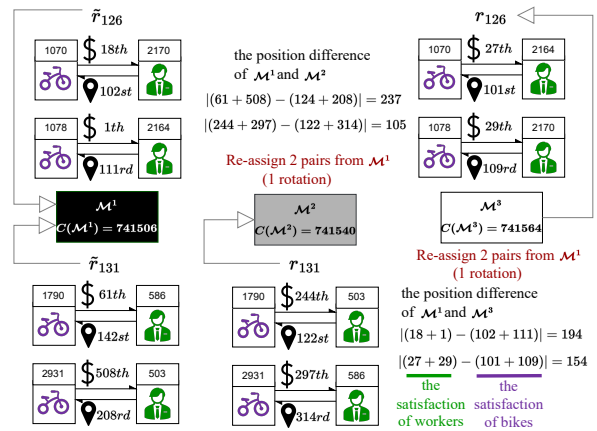 r̃₁₂₆
1070
$ 18th
2170
102st
1078
$ 1th
2164
111rd
the position difference
of 𝓜¹ and 𝓜²
|(61 + 508) − (124 + 208)| = 237
|(244 + 297) − (122 + 314)| = 105
Re-assign 2 pairs from 𝓜¹
(1 rotation)
r₁₂₆
1070
$ 27th
2164
101st
1078
$ 29th
2170
109rd
𝓜¹
C(𝓜¹) = 741506
𝓜²
C(𝓜²) = 741540
𝓜³
C(𝓜³) = 741564
Re-assign 2 pairs from 𝓜¹
(1 rotation)
r̃₁₃₁
1790
$ 61th
586
142st
2931
$ 508th
503
208rd
r₁₃₁
1790
$ 244th
503
122st
2931
$ 297th
586
314rd
the position difference
of 𝓜¹ and 𝓜³
|(18 + 1) − (102 + 111)| = 194
|(27 + 29) − (101 + 109)| = 154
the
satisfaction
of workers
the
satisfaction
of bikes